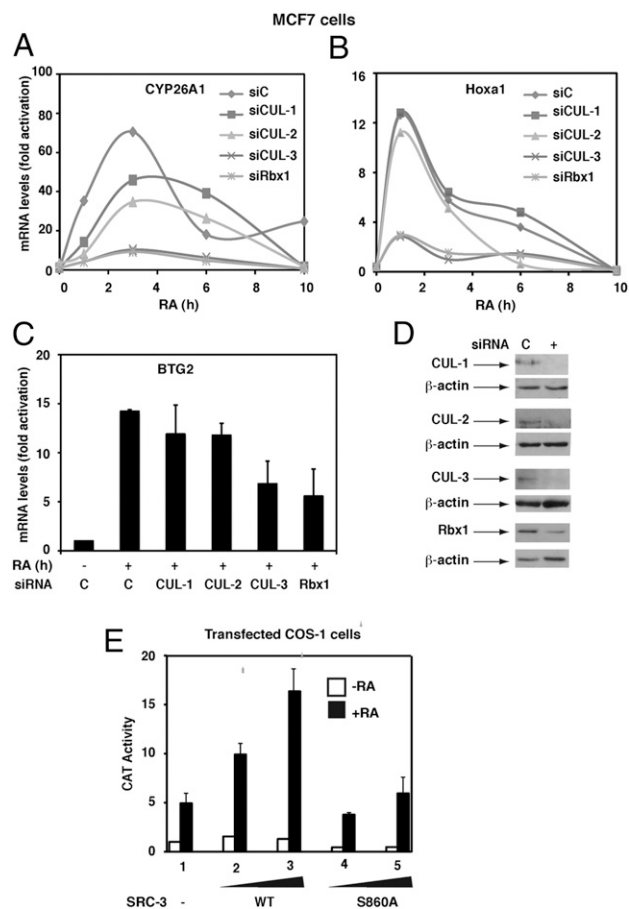 MCF7 cells
A
B
mRNA levels (fold activation)
100
80
60
40
20
0
CYP26A1
siC
siCUL-1
siCUL-2
siCUL-3
siRbx1
0 2 4 6 8 10
RA (h)
16
12
8
4
0
Hoxa1
siC
siCUL-1
siCUL-2
siCUL-3
siRbx1
0 2 4 6 8 10
RA (h)
C
mRNA levels (fold activation)
20
15
10
5
0
BTG2
RA (h) - + + + + +
siRNA C C CUL-1 CUL-2 CUL-3 Rbx1
D
siRNA C +
CUL-1
β-actin
CUL-2
β-actin
CUL-3
β-actin
Rbx1
β-actin
E
Transfected COS-1 cells
CAT Activity
20
15
10
5
0
-RA
+RA
1 2 3 4 5
SRC-3 - WT S860A